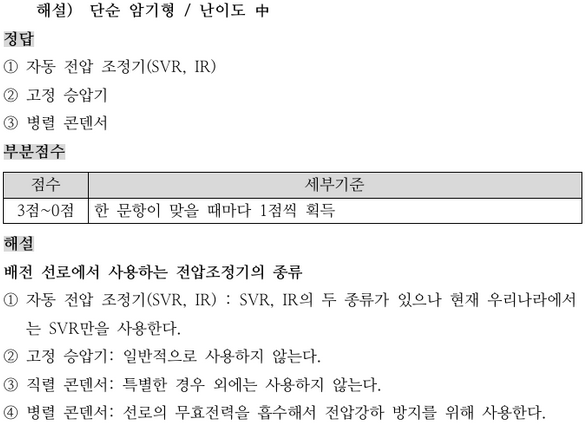 해설) 단순 암기형 / 난이도 中
정답
① 자동 전압 조정기(SVR, IR)
② 고정 승압기
③ 병렬 콘덴서
부분점수
점수 세부기준
3점~0점 한 문항이 맞을 때마다 1점씩 획득
해설
배전 선로에서 사용하는 전압조정기의 종류
① 자동 전압 조정기(SVR, IR) : SVR, IR의 두 종류가 있으나 현재 우리나라에서
는 SVR만을 사용한다.
② 고정 승압기: 일반적으로 사용하지 않는다.
③ 직렬 콘덴서: 특별한 경우 외에는 사용하지 않는다.
④ 병렬 콘덴서: 선로의 무효전력을 흡수해서 전압강하 방지를 위해 사용한다.